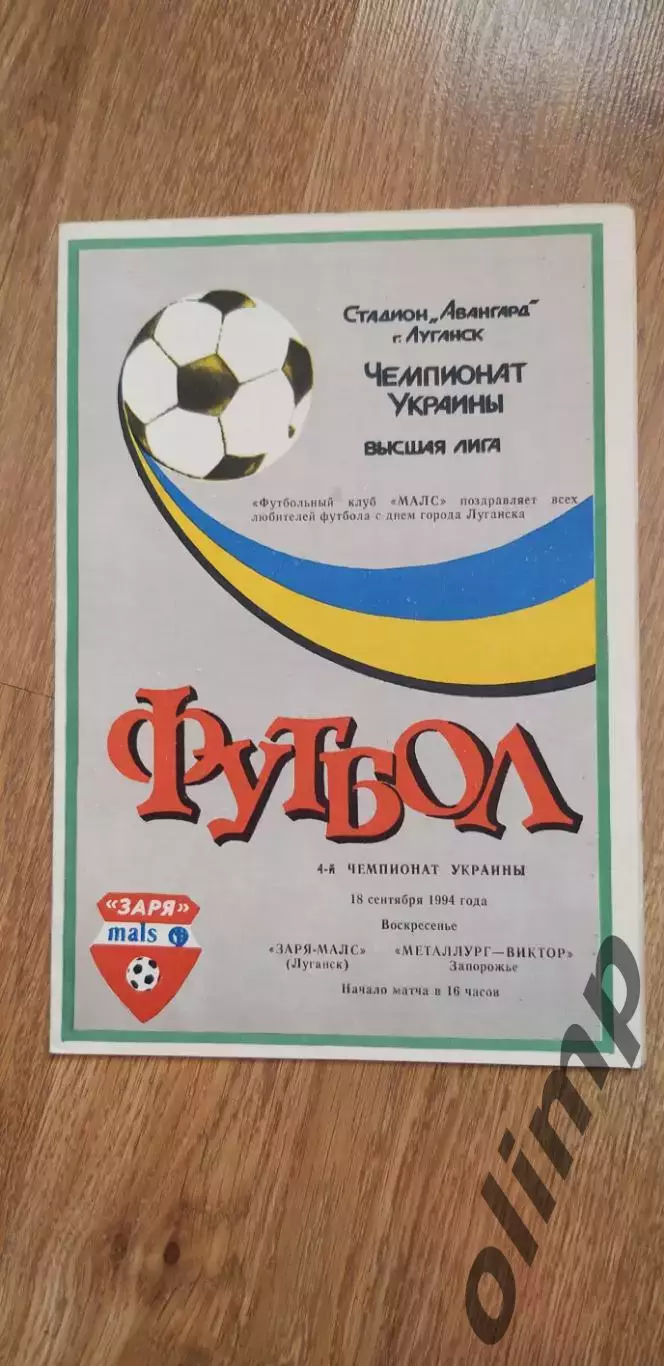 Стадион „Авангард"
г. Луганск
Чемпионат
Украины
высшая лига
«Футбольный клуб «МАЛС» поздравляет всех
любителей футбола с днем города Луганска
Футбол
4-й ЧЕМПИОНАТ УКРАИНЫ
18 сентября 1994 года
Воскресенье
«ЗАРЯ-МАЛС» «МЕТАЛЛУРГ—ВИКТОР»
(Луганск) Запорожье
Начало матча в 16 часов
«ЗАРЯ»
mals
olimp